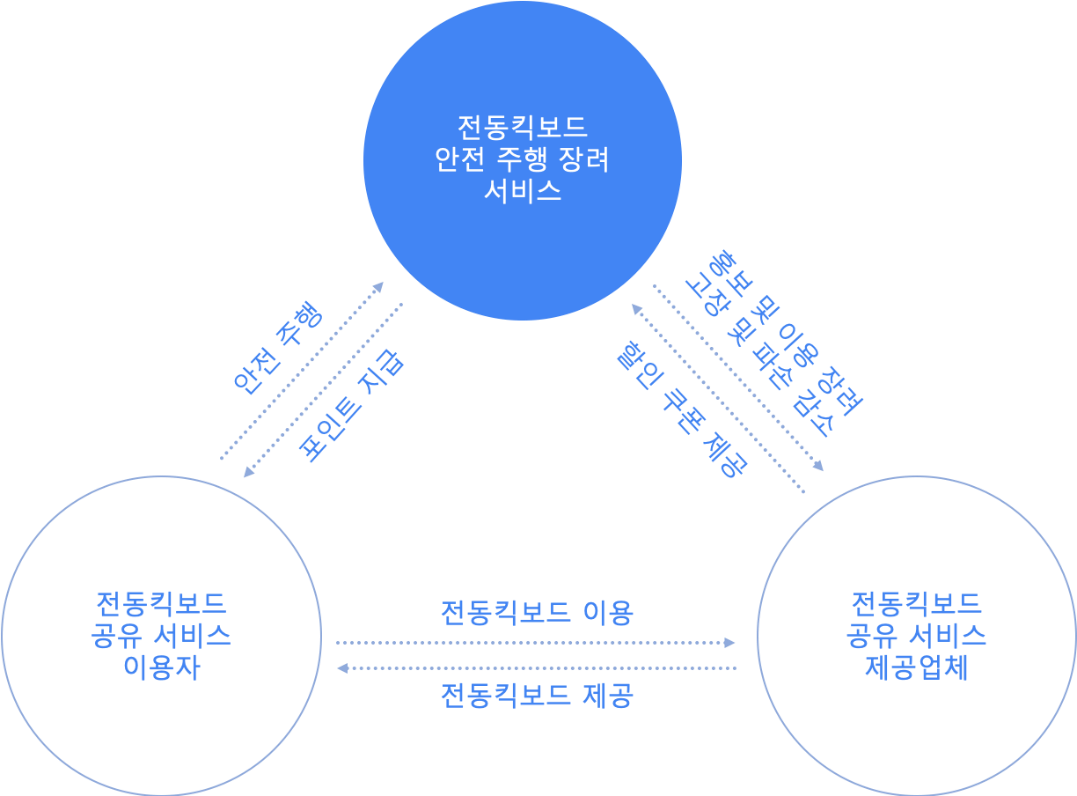 전동킥보드
안전 주행 장려
서비스
안전 주행
포인트 지급
홍보 및 이용 장려
고장 및 파손 감소
할인 쿠폰 제공
전동킥보드
공유 서비스
이용자
전동킥보드 이용
전동킥보드 제공
전동킥보드
공유 서비스
제공업체